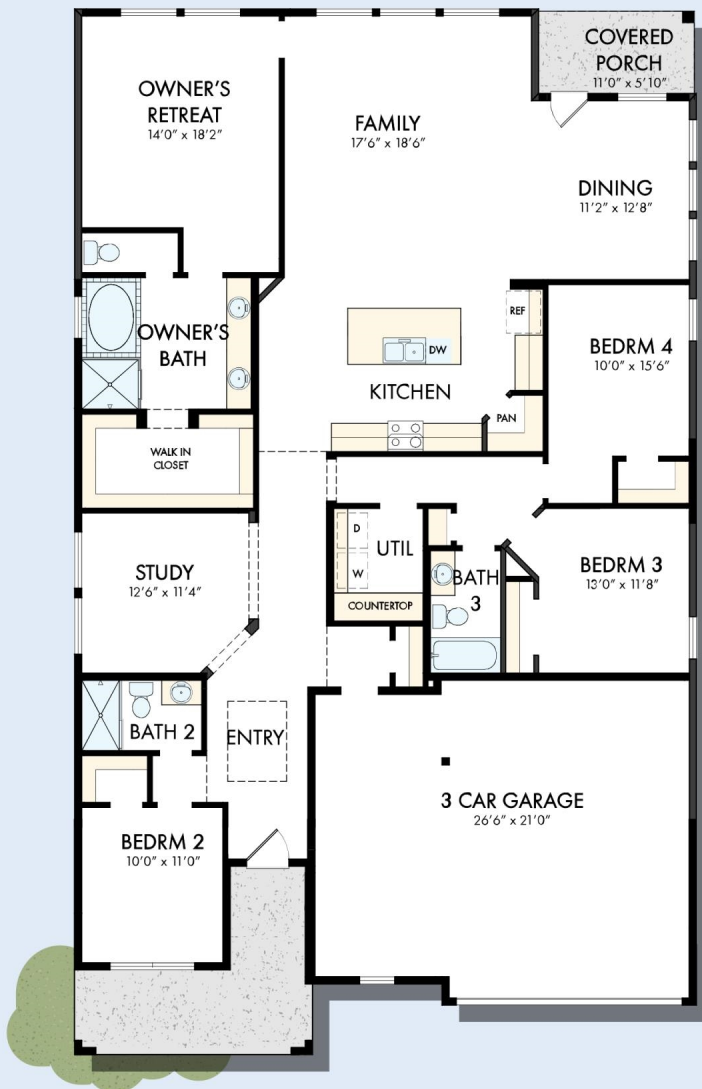 COVERED
PORCH
11'0" x 5'10"
OWNER'S
RETREAT
14'0" x 18'2"
FAMILY
17'6" x 18'6"
DINING
11'2" x 12'8"
OWNER'S
BATH
REF
DW
BEDRM 4
10'0" x 15'6"
KITCHEN
PAN
WALK IN
CLOSET
D
UTIL
W
COUNTERTOP
STUDY
12'6" x 11'4"
BATH
3
BEDRM 3
13'0" x 11'8"
BATH 2
ENTRY
3 CAR GARAGE
26'6" x 21'0"
BEDRM 2
10'0" x 11'0"